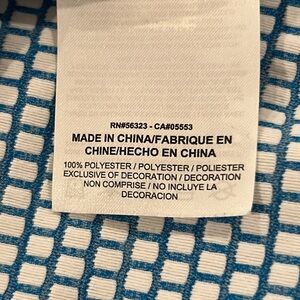 RN#56323 - CA#05553
MADE IN CHINA/FABRIQUE EN
CHINE/HECHO EN CHINA
100% POLYESTER / POLYESTER / POLIESTER
EXCLUSIVE OF DECORATION / DECORATION
NON COMPRISE / NO INCLUYE LA
DECORACION